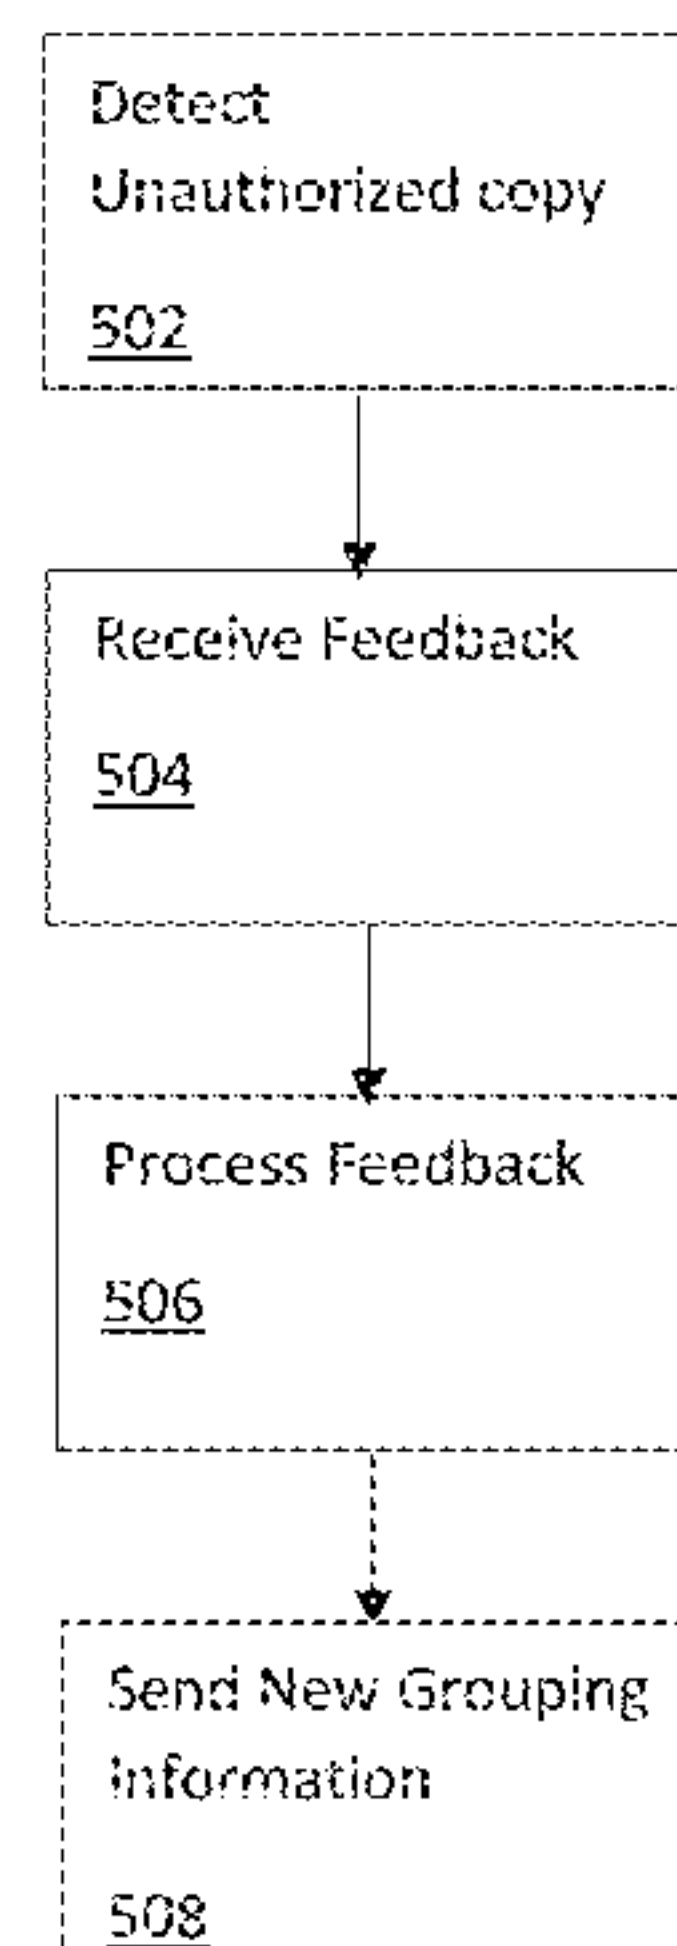 Detect
Unauthorized copy
502
Receive Feedback
504
Process Feedback
506
Send New Grouping
Information
508